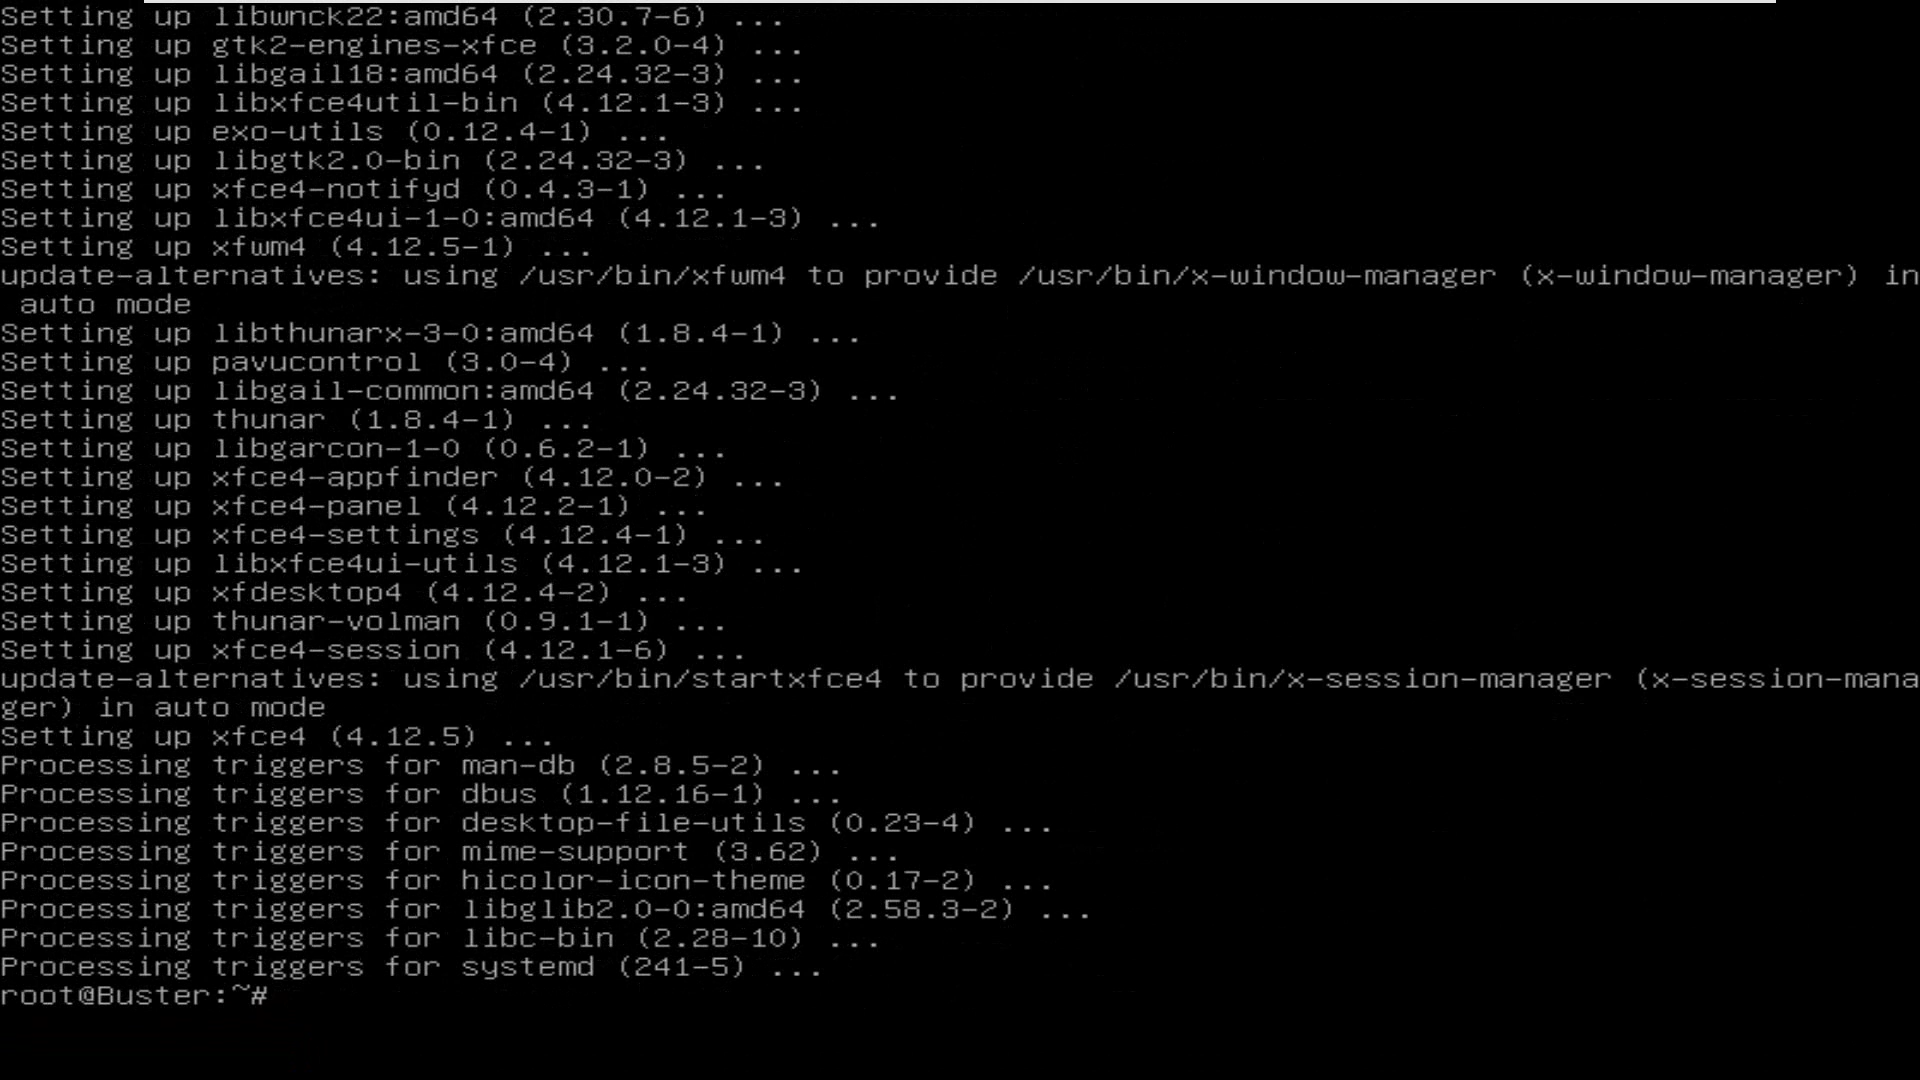 Setting up libwnck22:amd64 (2.30.7-6) ...
Setting up gtk2-engines-xfce (3.2.0-4) ...
Setting up libgail18:amd64 (2.24.32-3) ...
Setting up libxfce4util-bin (4.12.1-3) ...
Setting up exo-utils (0.12.4-1) ...
Setting up libgtk2.0-bin (2.24.32-3) ...
Setting up xfce4-notifyd (0.4.3-1) ...
Setting up libxfce4ui-1-0:amd64 (4.12.1-3) ...
Setting up xfwm4 (4.12.5-1) ...
update-alternatives: using /usr/bin/xfwm4 to provide /usr/bin/x-window-manager (x-window-manager) in
 auto mode
Setting up libthunarx-3-0:amd64 (1.8.4-1) ...
Setting up pavucontrol (3.0-4) ...
Setting up libgail-common:amd64 (2.24.32-3) ...
Setting up thunar (1.8.4-1) ...
Setting up libgarcon-1-0 (0.6.2-1) ...
Setting up xfce4-appfinder (4.12.0-2) ...
Setting up xfce4-panel (4.12.2-1) ...
Setting up xfce4-settings (4.12.4-1) ...
Setting up libxfce4ui-utils (4.12.1-3) ...
Setting up xfdesktop4 (4.12.4-2) ...
Setting up thunar-volman (0.9.1-1) ...
Setting up xfce4-session (4.12.1-6) ...
update-alternatives: using /usr/bin/startxfce4 to provide /usr/bin/x-session-manager (x-session-mana
ger) in auto mode
Setting up xfce4 (4.12.5) ...
Processing triggers for man-db (2.8.5-2) ...
Processing triggers for dbus (1.12.16-1) ...
Processing triggers for desktop-file-utils (0.23-4) ...
Processing triggers for mime-support (3.62) ...
Processing triggers for hicolor-icon-theme (0.17-2) ...
Processing triggers for libglib2.0-0:amd64 (2.58.3-2) ...
Processing triggers for libc-bin (2.28-10) ...
Processing triggers for systemd (241-5) ...
root@Buster:~#